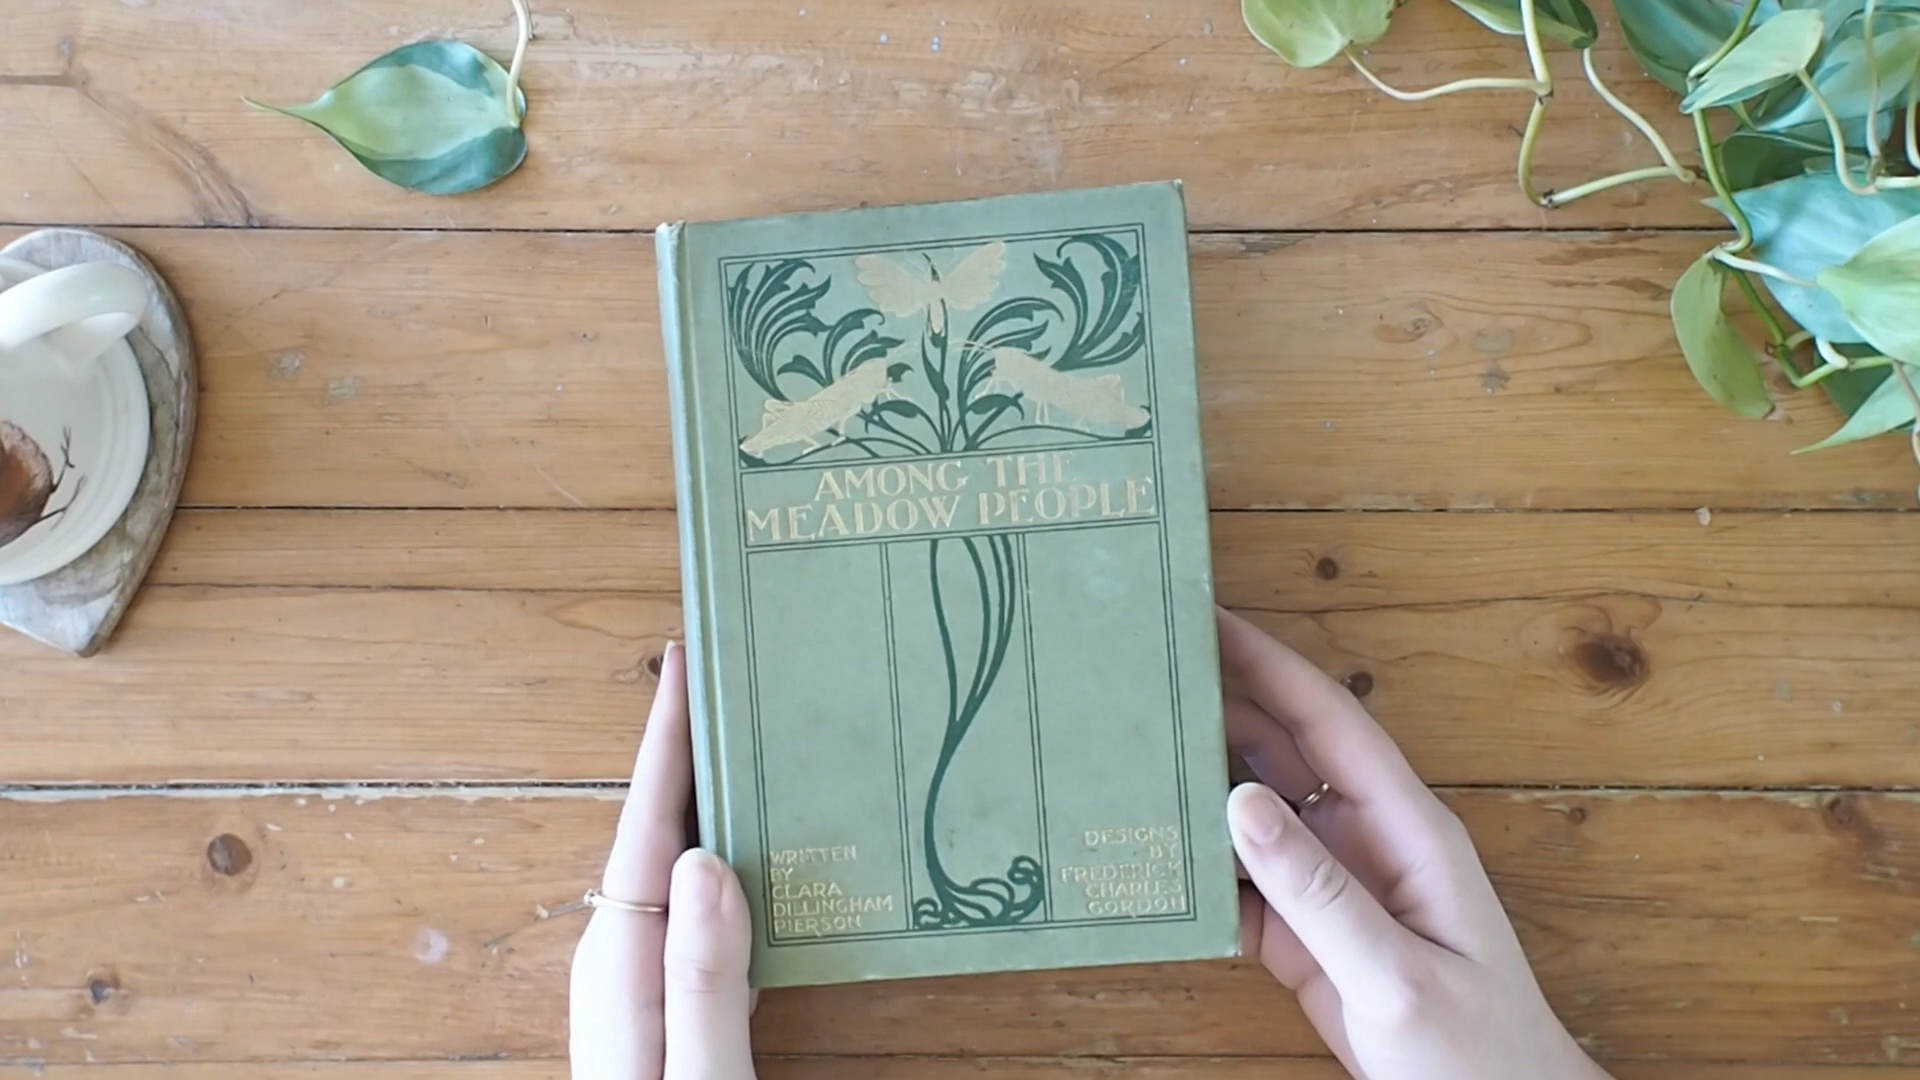 AMONG THE
MEADOW PEOPLE
WRITTEN
BY
CLARA
DILLINGHAM
PIERSON
DESIGNS
BY
FREDERICK
CHARLES
GORDON